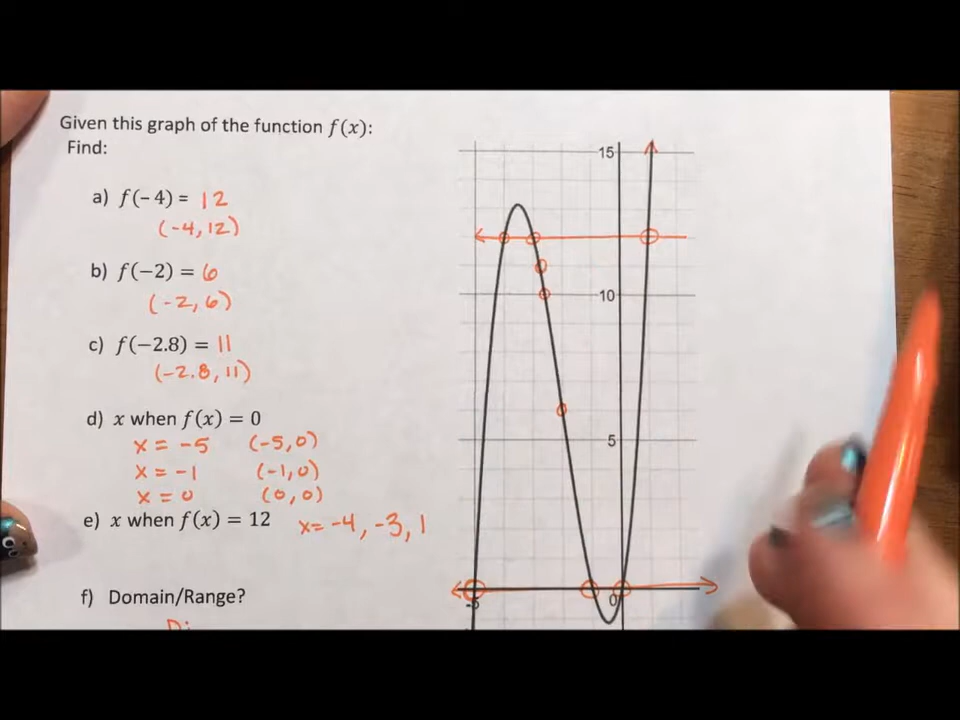 Given this graph of the function f(x):
Find:
a) f(−4) = 12
(-4,12)
b) f(−2) = 6
(-2,6)
c) f(−2.8) = 11
(-2.8,11)
d) x when f(x) = 0
x = -5 (-5,0)
x = -1 (-1,0)
x = 0 (0,0)
e) x when f(x) = 12 x= -4, -3, 1
f) Domain/Range?
D:
15
10
5
-5 0